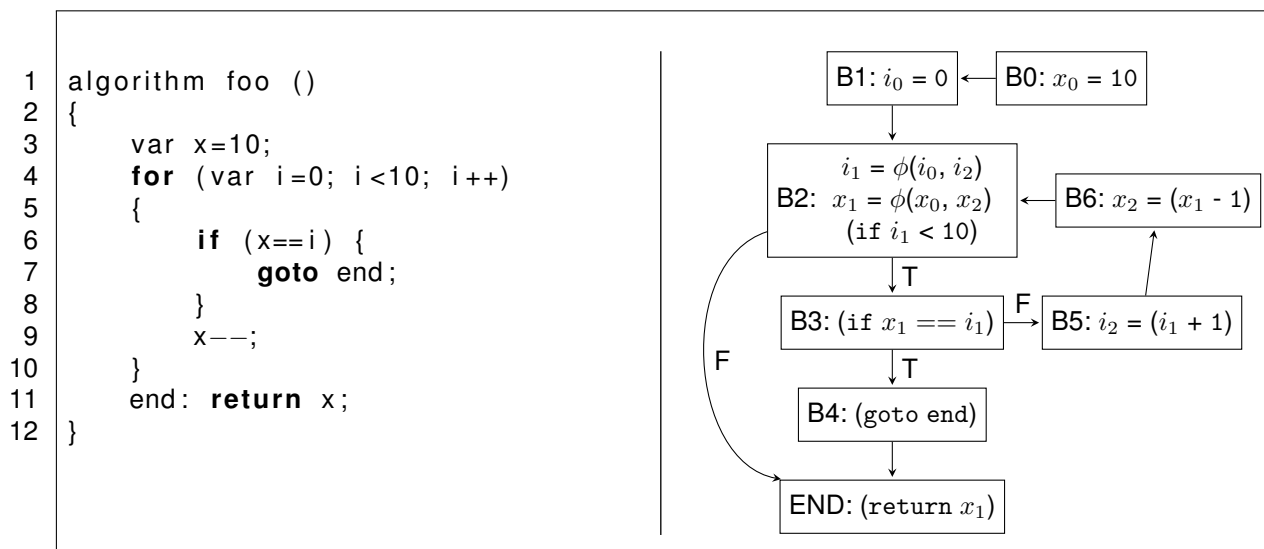 1 algorithm foo ()
2 {
3 var x=10;
4 for (var i=0; i<10; i++)
5 {
6 if (x==i) {
7 goto end;
8 }
9 x−−;
10 }
11 end: return x;
12 }
B1: i₀ = 0
B0: x₀ = 10
i₁ = ϕ(i₀, i₂)
B2: x₁ = ϕ(x₀, x₂)
(if i₁ < 10)
B6: x₂ = (x₁ - 1)
T
B3: (if x₁ == i₁)
F
B5: i₂ = (i₁ + 1)
F
T
B4: (goto end)
END: (return x₁)